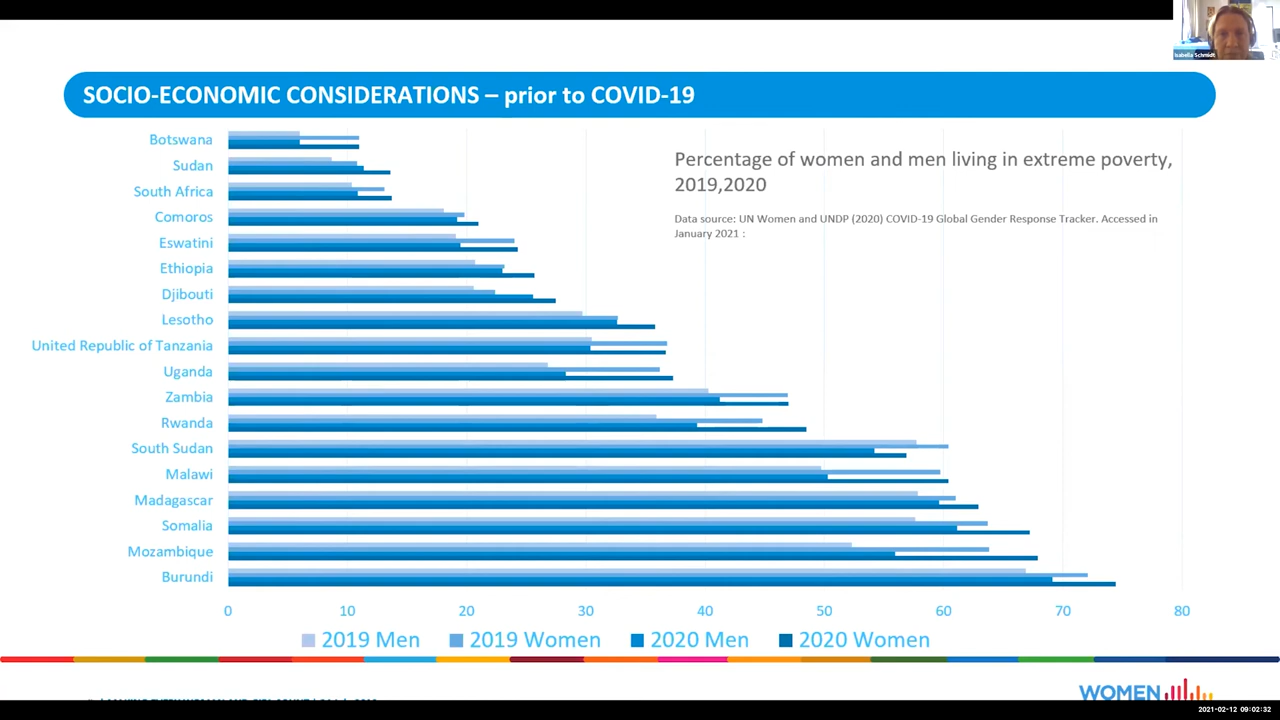 Isabella Schmidt
SOCIO-ECONOMIC CONSIDERATIONS – prior to COVID-19
Percentage of women and men living in extreme poverty,
2019,2020
Data source: UN Women and UNDP (2020) COVID-19 Global Gender Response Tracker. Accessed in
January 2021 :
Botswana
Sudan
South Africa
Comoros
Eswatini
Ethiopia
Djibouti
Lesotho
United Republic of Tanzania
Uganda
Zambia
Rwanda
South Sudan
Malawi
Madagascar
Somalia
Mozambique
Burundi
0 10 20 30 40 50 60 70 80
2019 Men 2019 Women 2020 Men 2020 Women
WOMEN
2021-02-12 09:02:32